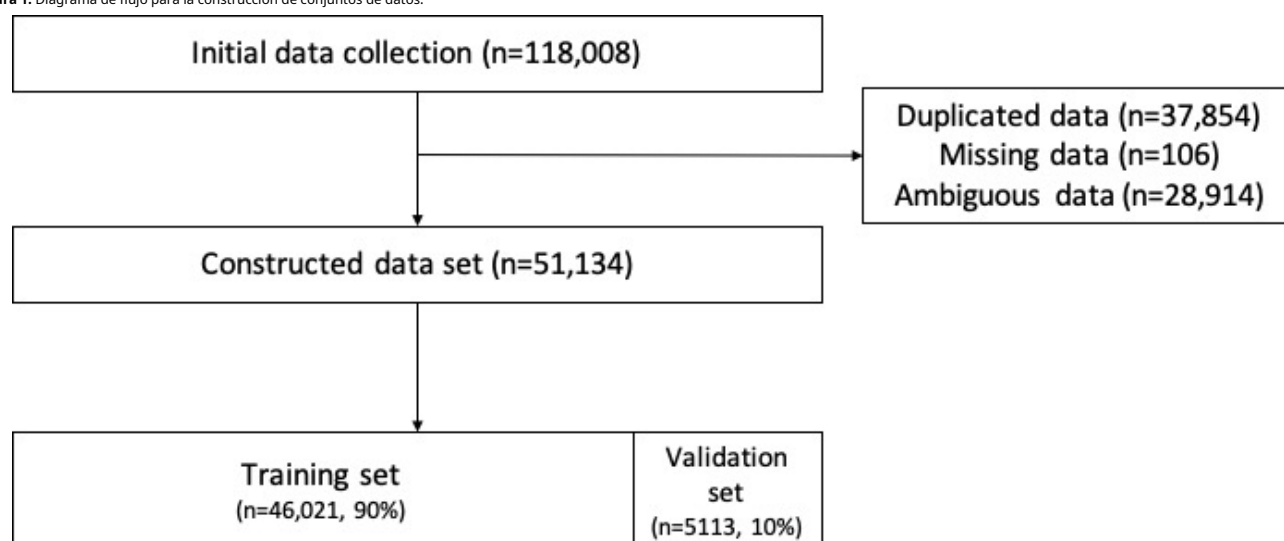 ura 1. Diagrama de flujo para la construcción de conjuntos de datos.
Initial data collection (n=118,008)
Duplicated data (n=37,854)
Missing data (n=106)
Ambiguous data (n=28,914)
Constructed data set (n=51,134)
Training set
(n=46,021, 90%)
Validation
set
(n=5113, 10%)